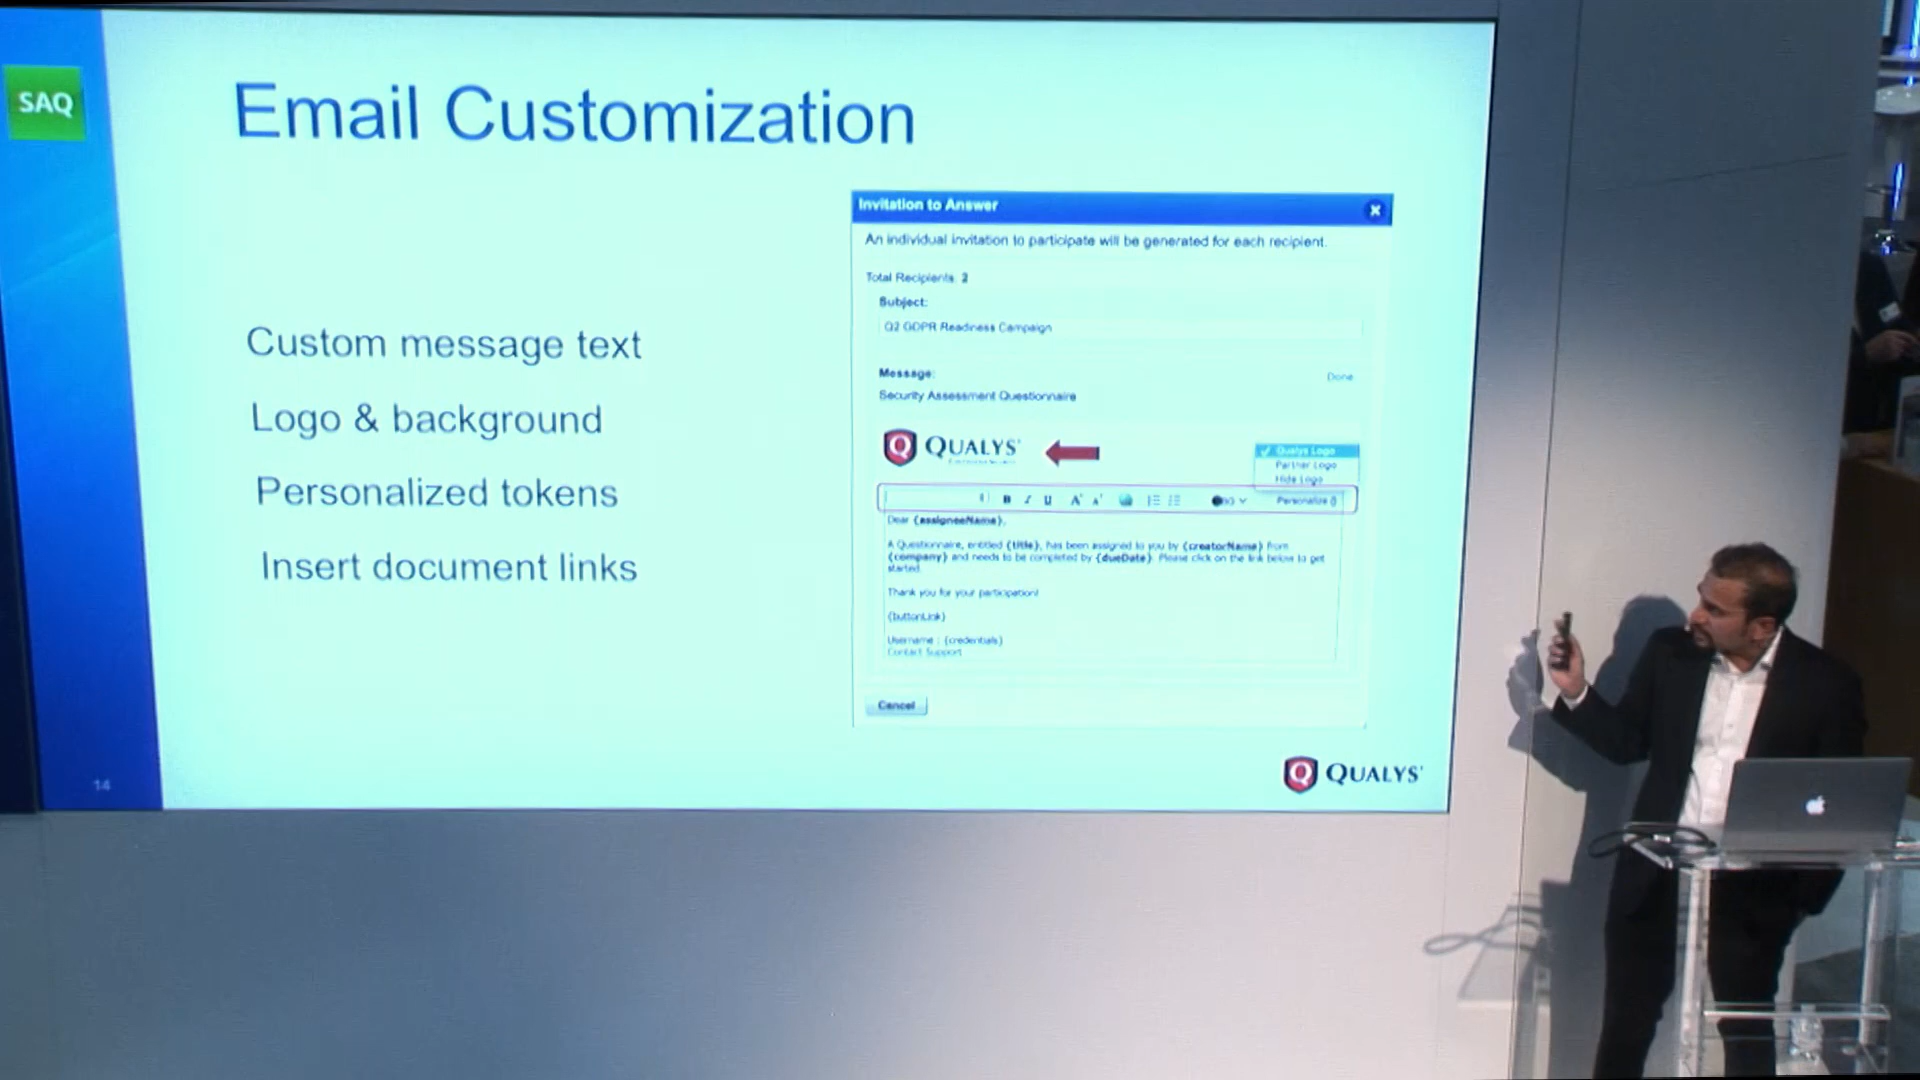 SAQ
Email Customization
Custom message text
Logo & background
Personalized tokens
Insert document links
Invitation to Answer
An individual invitation to participate will be generated for each recipient.
Total Recipients: 2
Subject:
Q2 GDPR Readiness Campaign
Message:
Done
Security Assessment Questionnaire
QUALYS
Qualys Logo
Partner Logo
Hide Logo
B I U A A
Personalize {}
Dear {assigneeName},
A Questionnaire, entitled {title}, has been assigned to you by {creatorName} from
{company} and needs to be completed by {dueDate}. Please click on the link below to get
started.
Thank you for your participation!
{buttonLink}
Username : {credentials}
Contact Support
Cancel
14
QUALYS